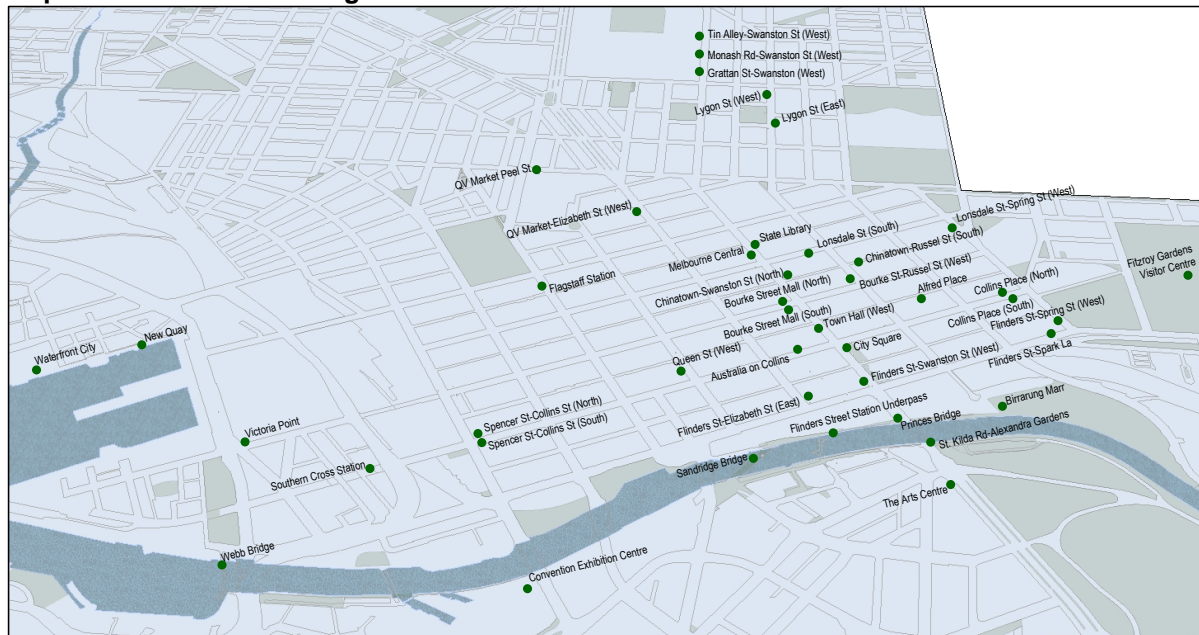 Tin Alley-Swanston St (West)
Monash Rd-Swanston St (West)
Grattan St-Swanston (West)
Lygon St (West)
Lygon St (East)
QV Market Peel St
QV Market-Elizabeth St (West)
Lonsdale St-Spring St (West)
State Library
Lonsdale St (South)
Melbourne Central
Chinatown-Russel St (South)
Fitzroy Gardens
Visitor Centre
Chinatown-Swanston St (North)
Bourke St-Russel St (West)
Flagstaff Station
Bourke Street Mall (North)
Alfred Place
Collins Place (North)
Bourke Street Mall (South)
Town Hall (West)
Collins Place (South)
Flinders St-Spring St (West)
New Quay
Waterfront City
Queen St (West)
Australia on Collins
City Square
Flinders St-Spark La
Flinders St-Swanston St (West)
Flinders St-Elizabeth St (East)
Birrarung Marr
Victoria Point
Spencer St-Collins St (North)
Spencer St-Collins St (South)
Flinders Street Station Underpass
Princes Bridge
St. Kilda Rd-Alexandra Gardens
Southern Cross Station
Sandridge Bridge
The Arts Centre
Webb Bridge
Convention Exhibition Centre